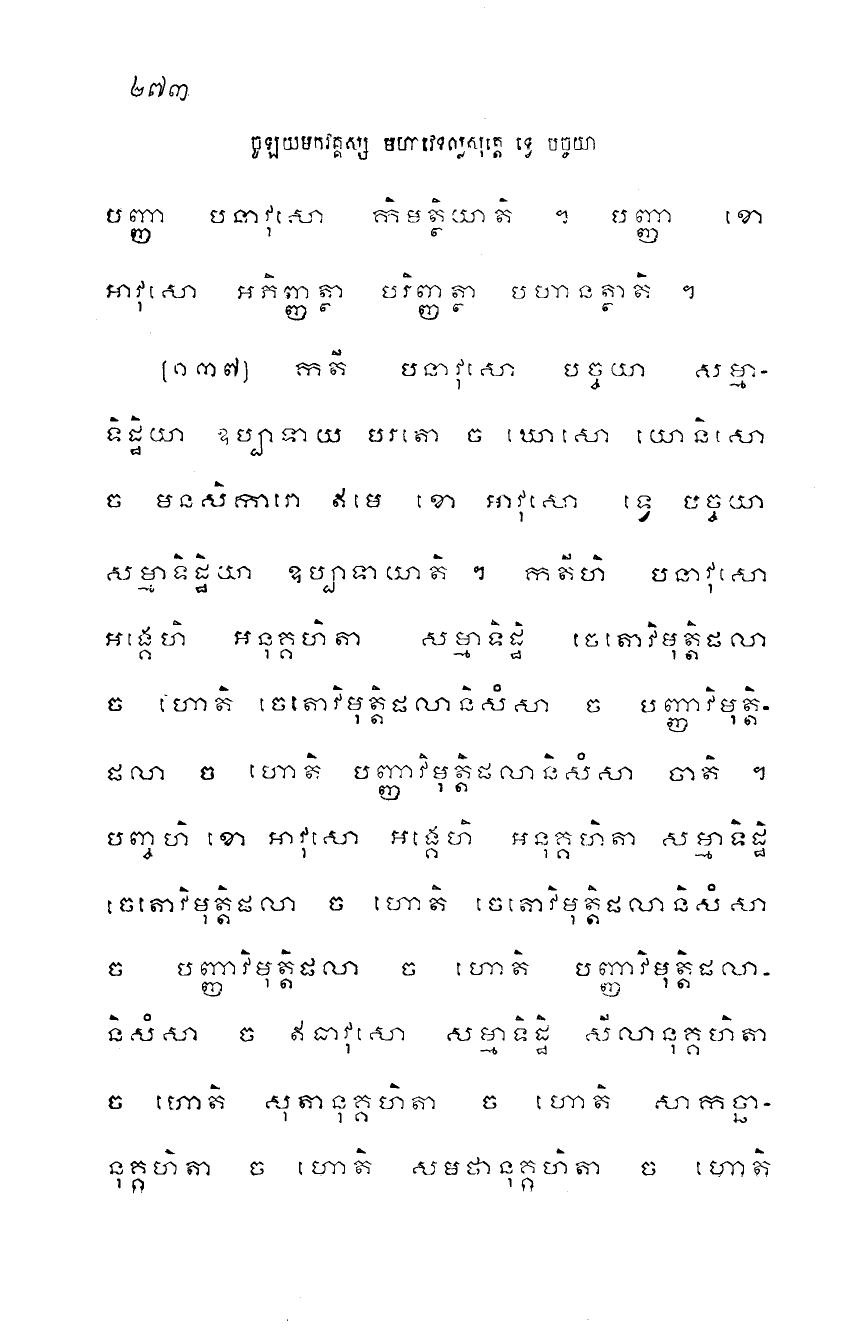 ២៧៣
ចូឡយមកវគ្គស្ស មហាវេទល្លសុត្តេ ទ្វេ បច្ចយា
បញ្ញា បនាវុសោ កិមត្ថិយាតិ ។ បញ្ញា ខោ
អាវុសោ អភិញ្ញត្ថា បរិញ្ញត្ថា បហានត្ថាតិ ។
[១៣៧] កតី បនាវុសោ បច្ចយា សម្មា-
ទិដ្ឋិយា ឧប្បាទាយ បរតោ ច ឃោសោ យោនិសោ
ច មនសិការោ ឥមេ ខោ អាវុសោ ទ្វេ បច្ចយា
សម្មាទិដ្ឋិយា ឧប្បាទាយាតិ ។ កតីហិ បនាវុសោ
អង្គេហិ អនុគ្គហិតា សម្មាទិដ្ឋិ ចេតោវិមុត្តិផលា
ច ហោតិ ចេតោវិមុត្តិផលានិសំសា ច បញ្ញាវិមុត្តិ-
ផលា ច ហោតិ បញ្ញាវិមុត្តិផលានិសំសា ចាតិ ។
បញ្ចហិ ខោ អាវុសោ អង្គេហិ អនុគ្គហិតា សម្មាទិដ្ឋិ
ចេតោវិមុត្តិផលា ច ហោតិ ចេតោវិមុត្តិផលានិសំសា
ច បញ្ញាវិមុត្តិផលា ច ហោតិ បញ្ញាវិមុត្តិផលា-
និសំសា ច ឥធាវុសោ សម្មាទិដ្ឋិ សីលានុគ្គហិតា
ច ហោតិ សុតានុគ្គហិតា ច ហោតិ សាកច្ឆា-
នុគ្គហិតា ច ហោតិ សមថានុគ្គហិតា ច ហោតិ